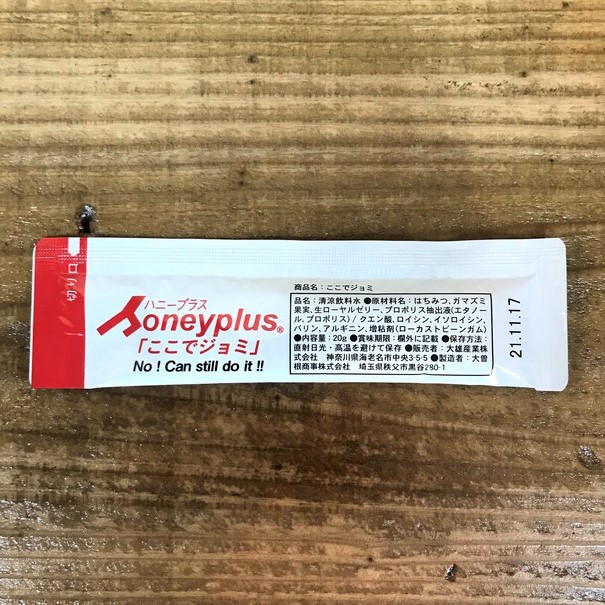 切り口
ハニープラス
Honeyplus®
「ここでジョミ」
No ! Can still do it !!
商品名：ここでジョミ
品名：清涼飲料水 ●原材料名：はちみつ、ガマズミ
果実、生ローヤルゼリー、プロポリス抽出液(エタノー
ル、プロポリス) / クエン酸、ロイシン、イソロイシン、
バリン、アルギニン、増粘剤(ローカストビーンガム)
●内容量：20g ●賞味期限：欄外に記載 ●保存方法：
直射日光・高温を避けて保存 ●販売者：大雄産業株
式会社 神奈川県海老名市中央3-5-5 ●製造者：大曽
根商事株式会社 埼玉県秩父市黒谷280-1
21.11.17